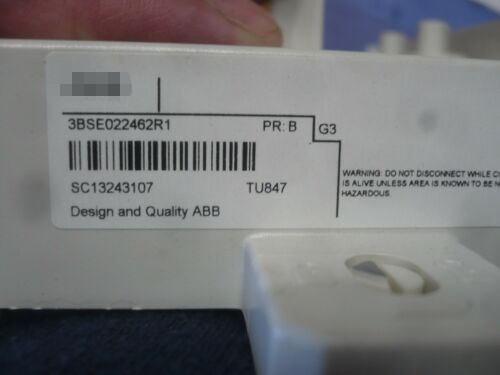 3BSE022462R1 PR: B G3
SC13243107 TU847
Design and Quality ABB
WARNING: DO NOT DISCONNECT WHILE
IS ALIVE UNLESS AREA IS KNOWN TO BE
HAZARDOUS